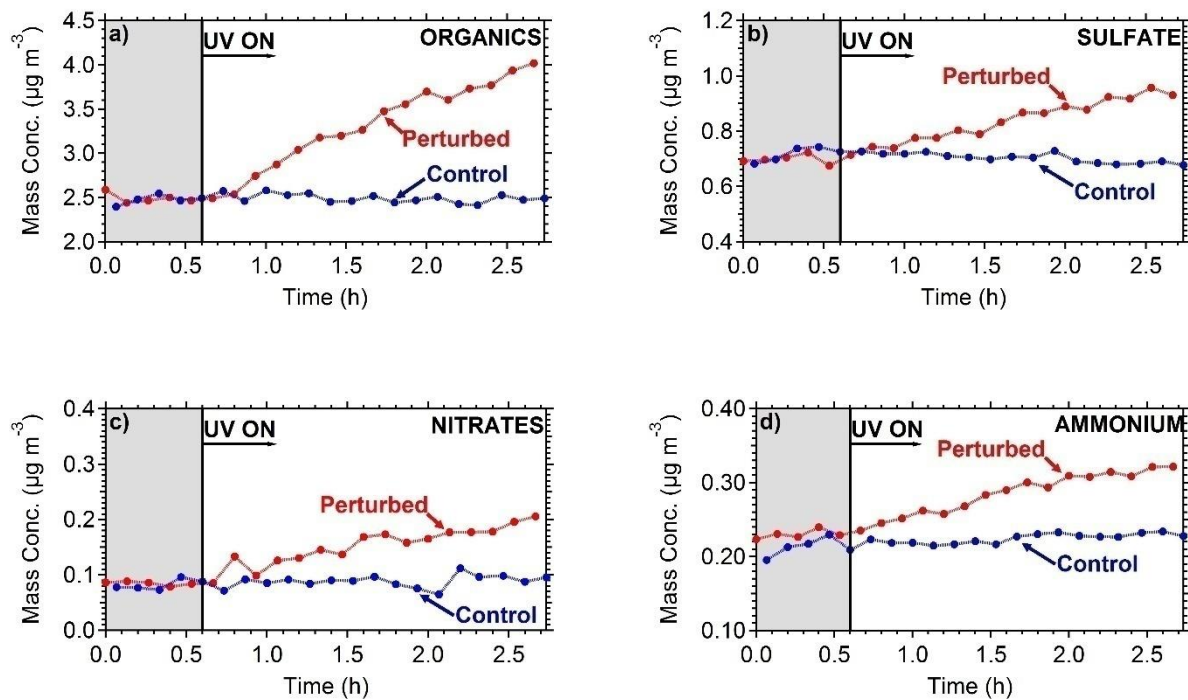 a) UV ON ORGANICS
Mass Conc. (µg m⁻³)
4.5
4.0
3.5
3.0
2.5
2.0
Perturbed
Control
0.0 0.5 1.0 1.5 2.0 2.5
Time (h)
b) UV ON SULFATE
Mass Conc. (µg m⁻³)
1.2
1.0
0.8
0.6
0.4
Perturbed
Control
0.0 0.5 1.0 1.5 2.0 2.5
Time (h)
c) UV ON NITRATES
Mass Conc. (µg m⁻³)
0.4
0.3
0.2
0.1
0.0
Perturbed
Control
0.0 0.5 1.0 1.5 2.0 2.5
Time (h)
d) UV ON AMMONIUM
Mass Conc. (µg m⁻³)
0.40
0.30
0.20
0.10
Perturbed
Control
0.0 0.5 1.0 1.5 2.0 2.5
Time (h)